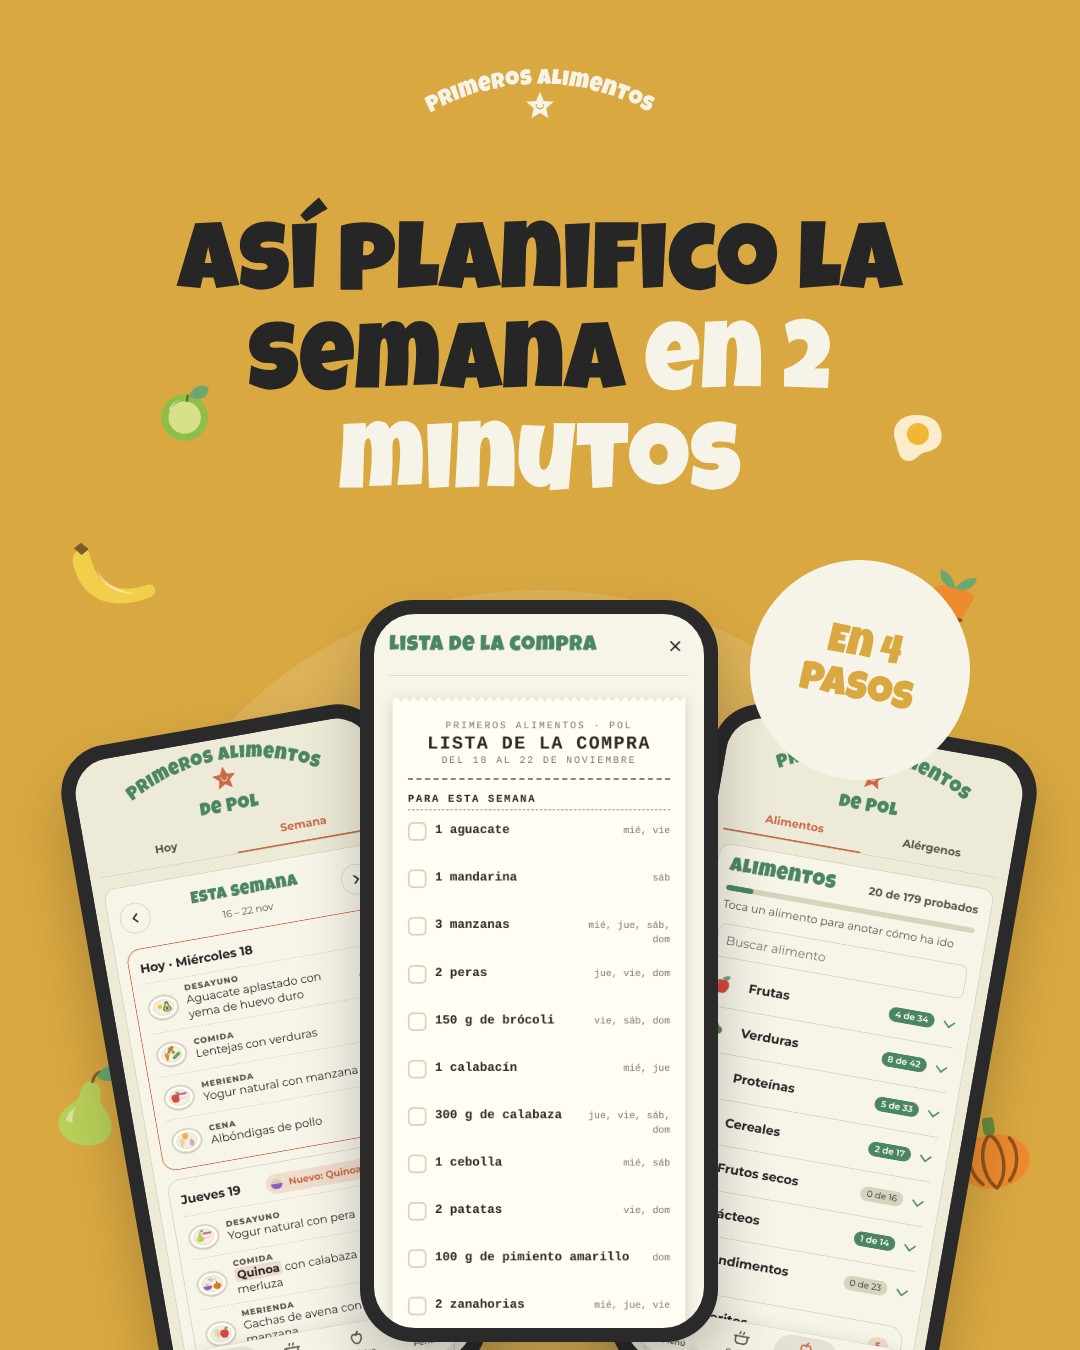 PRIMEROS ALIMENTOS
ASÍ PLANIFICO LA
SEMANA EN 2
MINUTOS
EN 4
PASOS
LISTA DE LA COMPRA
×
PRIMEROS ALIMENTOS · POL
LISTA DE LA COMPRA
DEL 18 AL 22 DE NOVIEMBRE
PARA ESTA SEMANA
1 aguacate mié, vie
1 mandarina sáb
3 manzanas mié, jue, sáb,
dom
2 peras jue, vie, dom
150 g de brócoli vie, sáb, dom
1 calabacín mié, jue
300 g de calabaza jue, vie, sáb,
dom
1 cebolla mié, sáb
2 patatas vie, dom
100 g de pimiento amarillo dom
2 zanahorias mié, jue, vie
PRIMEROS ALIMENTOS
DE POL
Hoy Semana
ESTA SEMANA
16 – 22 nov
Hoy · Miércoles 18
DESAYUNO
Aguacate aplastado con
yema de huevo duro
COMIDA
Lentejas con verduras
MERIENDA
Yogur natural con manzana
CENA
Albóndigas de pollo
Jueves 19 Nuevo: Quinoa
DESAYUNO
Yogur natural con pera
COMIDA
Quinoa con calabaza
merluza
MERIENDA
Gachas de avena con
manzana
DE POL
Alimentos Alérgenos
ALIMENTOS 20 de 179 probados
Toca un alimento para anotar cómo ha ido
Buscar alimento
Frutas 4 de 34
Verduras 8 de 42
Proteínas 5 de 33
Cereales 2 de 17
Frutos secos 0 de 16
ácteos 1 de 14
ndimentos 0 de 23